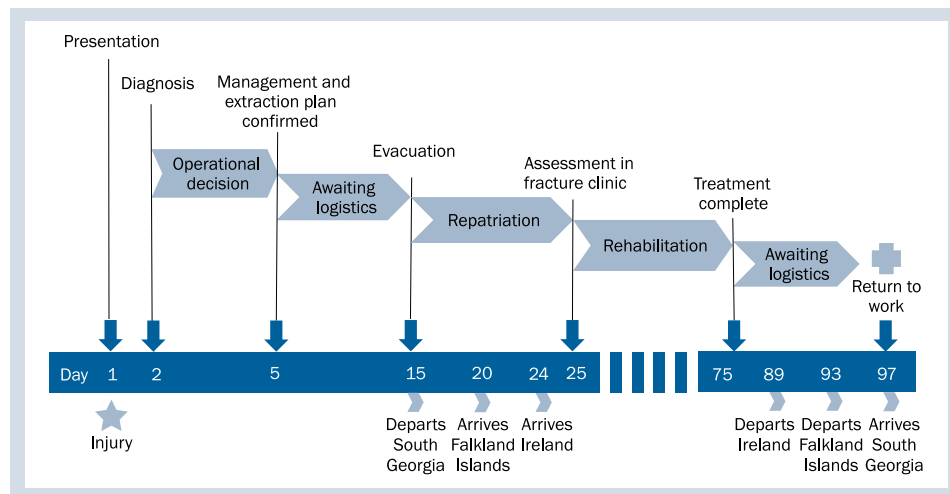 Presentation
Diagnosis
Management and
extraction plan
confirmed
Evacuation
Assessment in
fracture clinic
Treatment
complete
Operational
decision
Awaiting
logistics
Repatriation
Rehabilitation
Awaiting
logistics
Return to
work
Day 1 2 5 15 20 24 25 75 89 93 97
Injury
Departs
South
Georgia
Arrives
Falkland
Islands
Arrives
Ireland
Departs
Ireland
Departs
Falkland
Islands
Arrives
South
Georgia